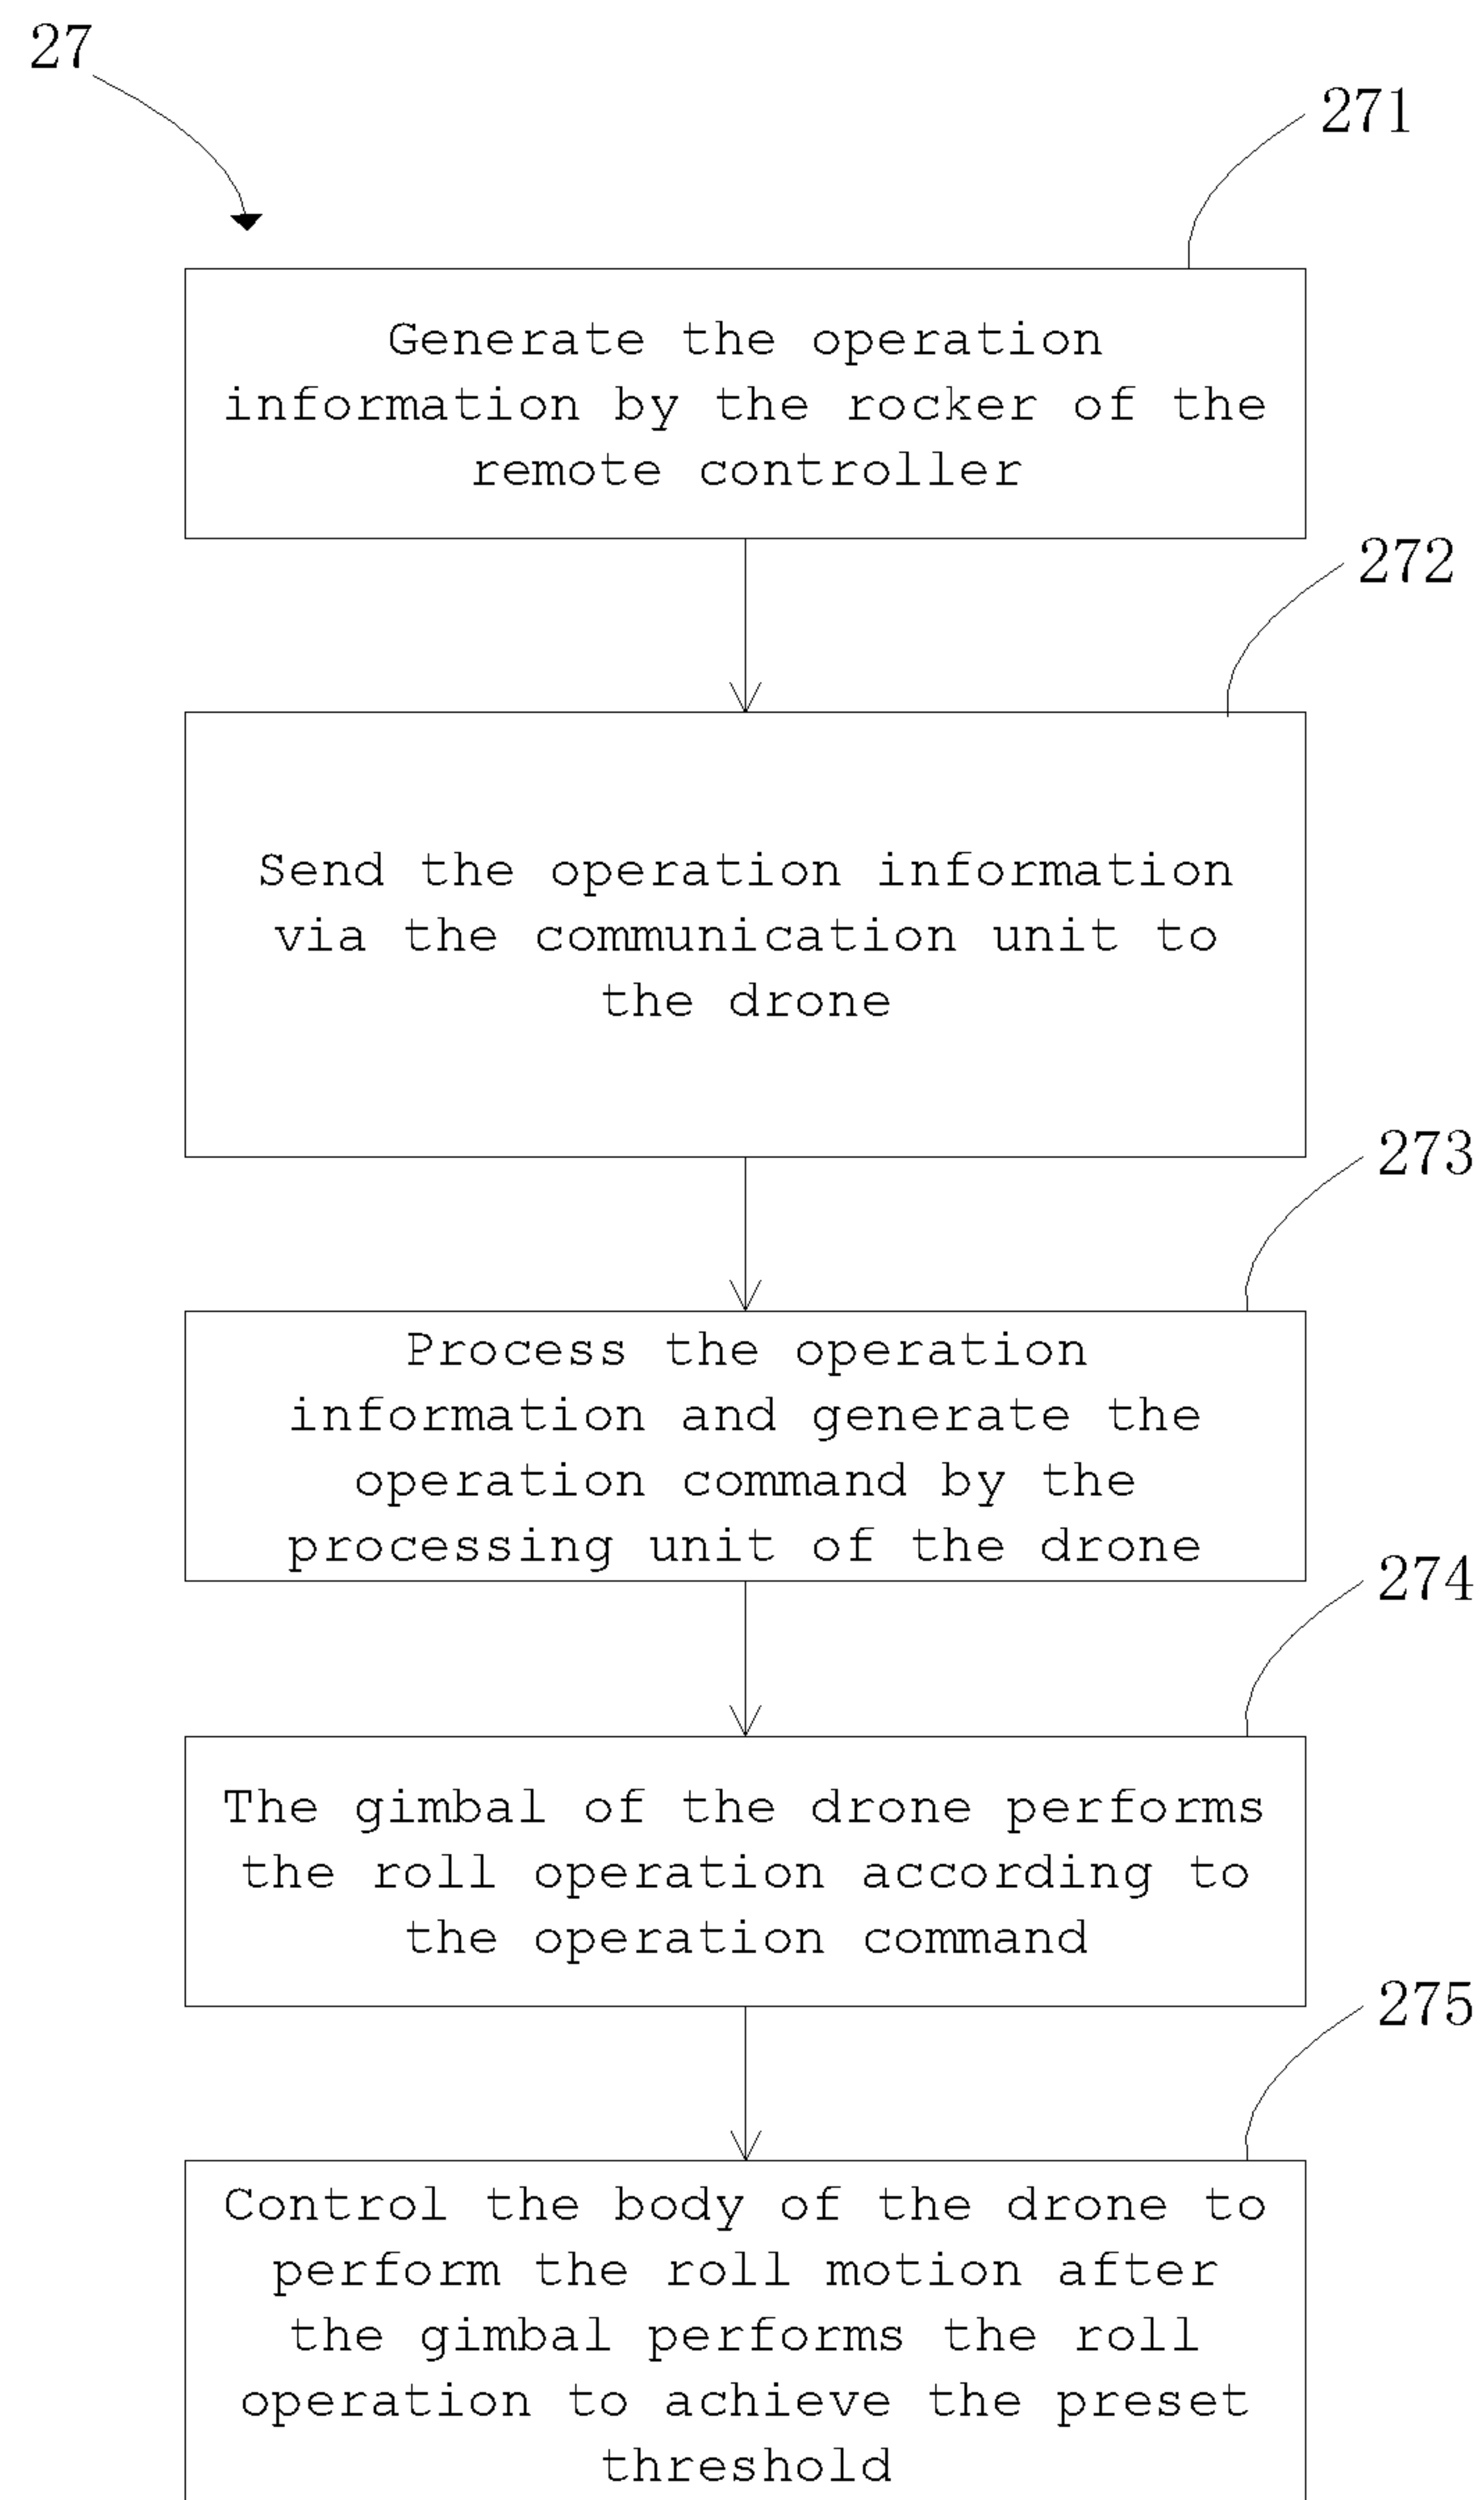 27
271
Generate the operation
information by the rocker of the
remote controller
272
Send the operation information
via the communication unit to
the drone
273
Process the operation
information and generate the
operation command by the
processing unit of the drone
274
The gimbal of the drone performs
the roll operation according to
the operation command
275
Control the body of the drone to
perform the roll motion after
the gimbal performs the roll
operation to achieve the preset
threshold